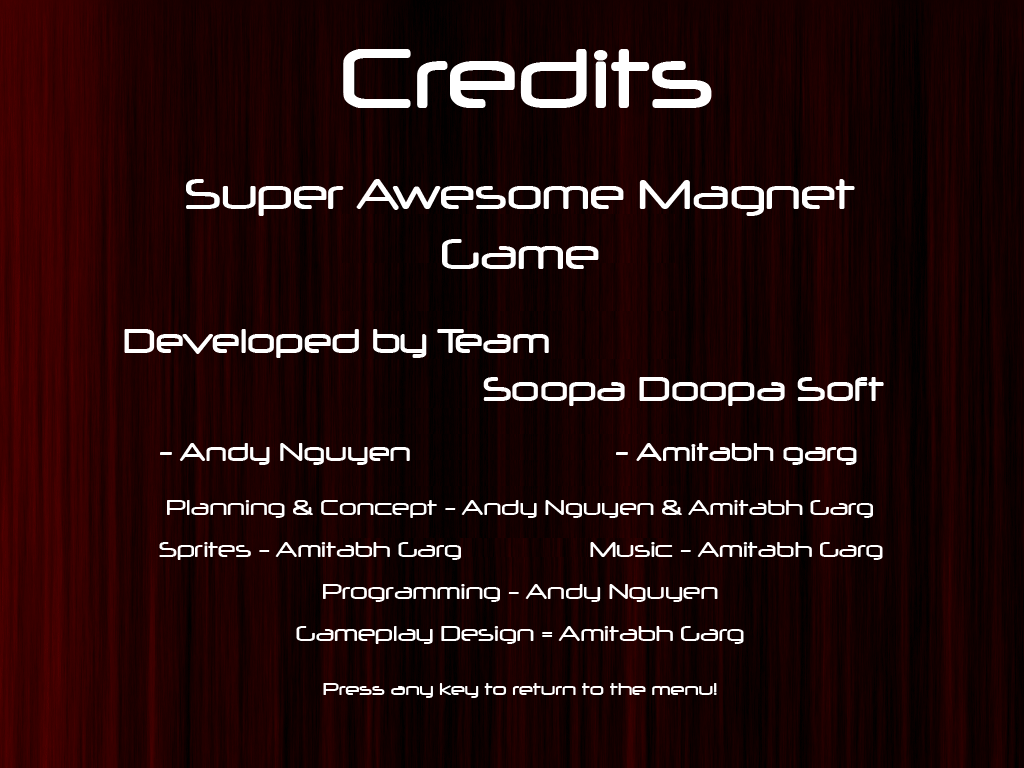 Credits
Super Awesome Magnet
Game
Developed by Team
Soopa Doopa Soft
- Andy Nguyen - Amitabh garg
Planning & Concept - Andy Nguyen & Amitabh Garg
Sprites - Amitabh Garg Music - Amitabh Garg
Programming - Andy Nguyen
Gameplay Design = Amitabh Garg
Press any key to return to the menu!